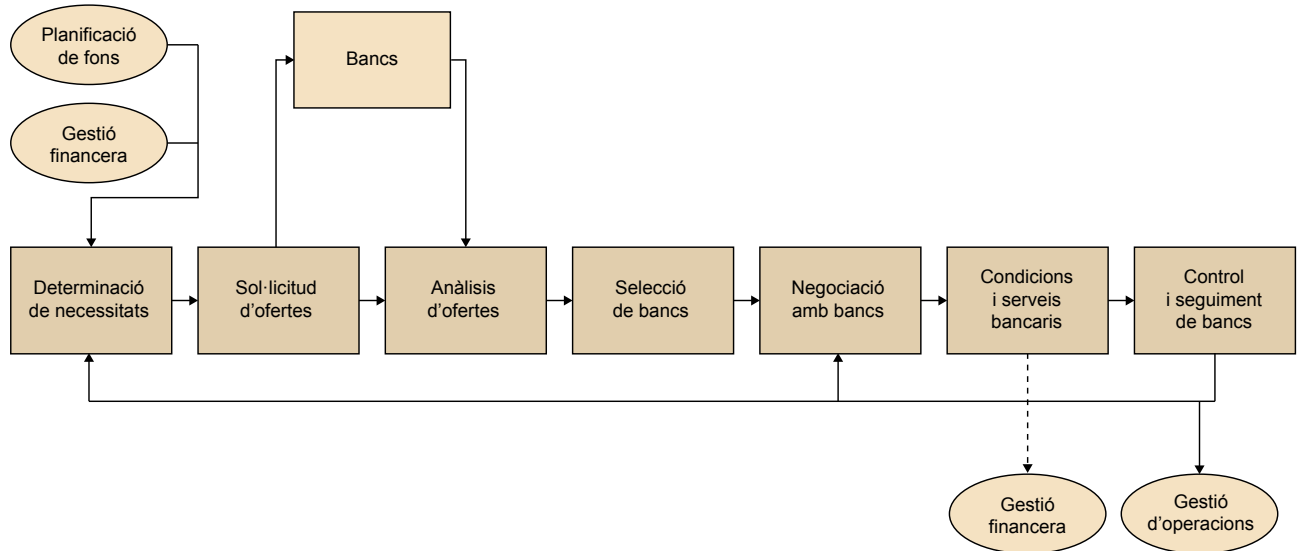 Planificació
de fons
Bancs
Gestió
financera
Determinació
de necessitats
Sol·licitud
d'ofertes
Anàlisis
d'ofertes
Selecció
de bancs
Negociació
amb bancs
Condicions
i serveis
bancaris
Control
i seguiment
de bancs
Gestió
financera
Gestió
d'operacions